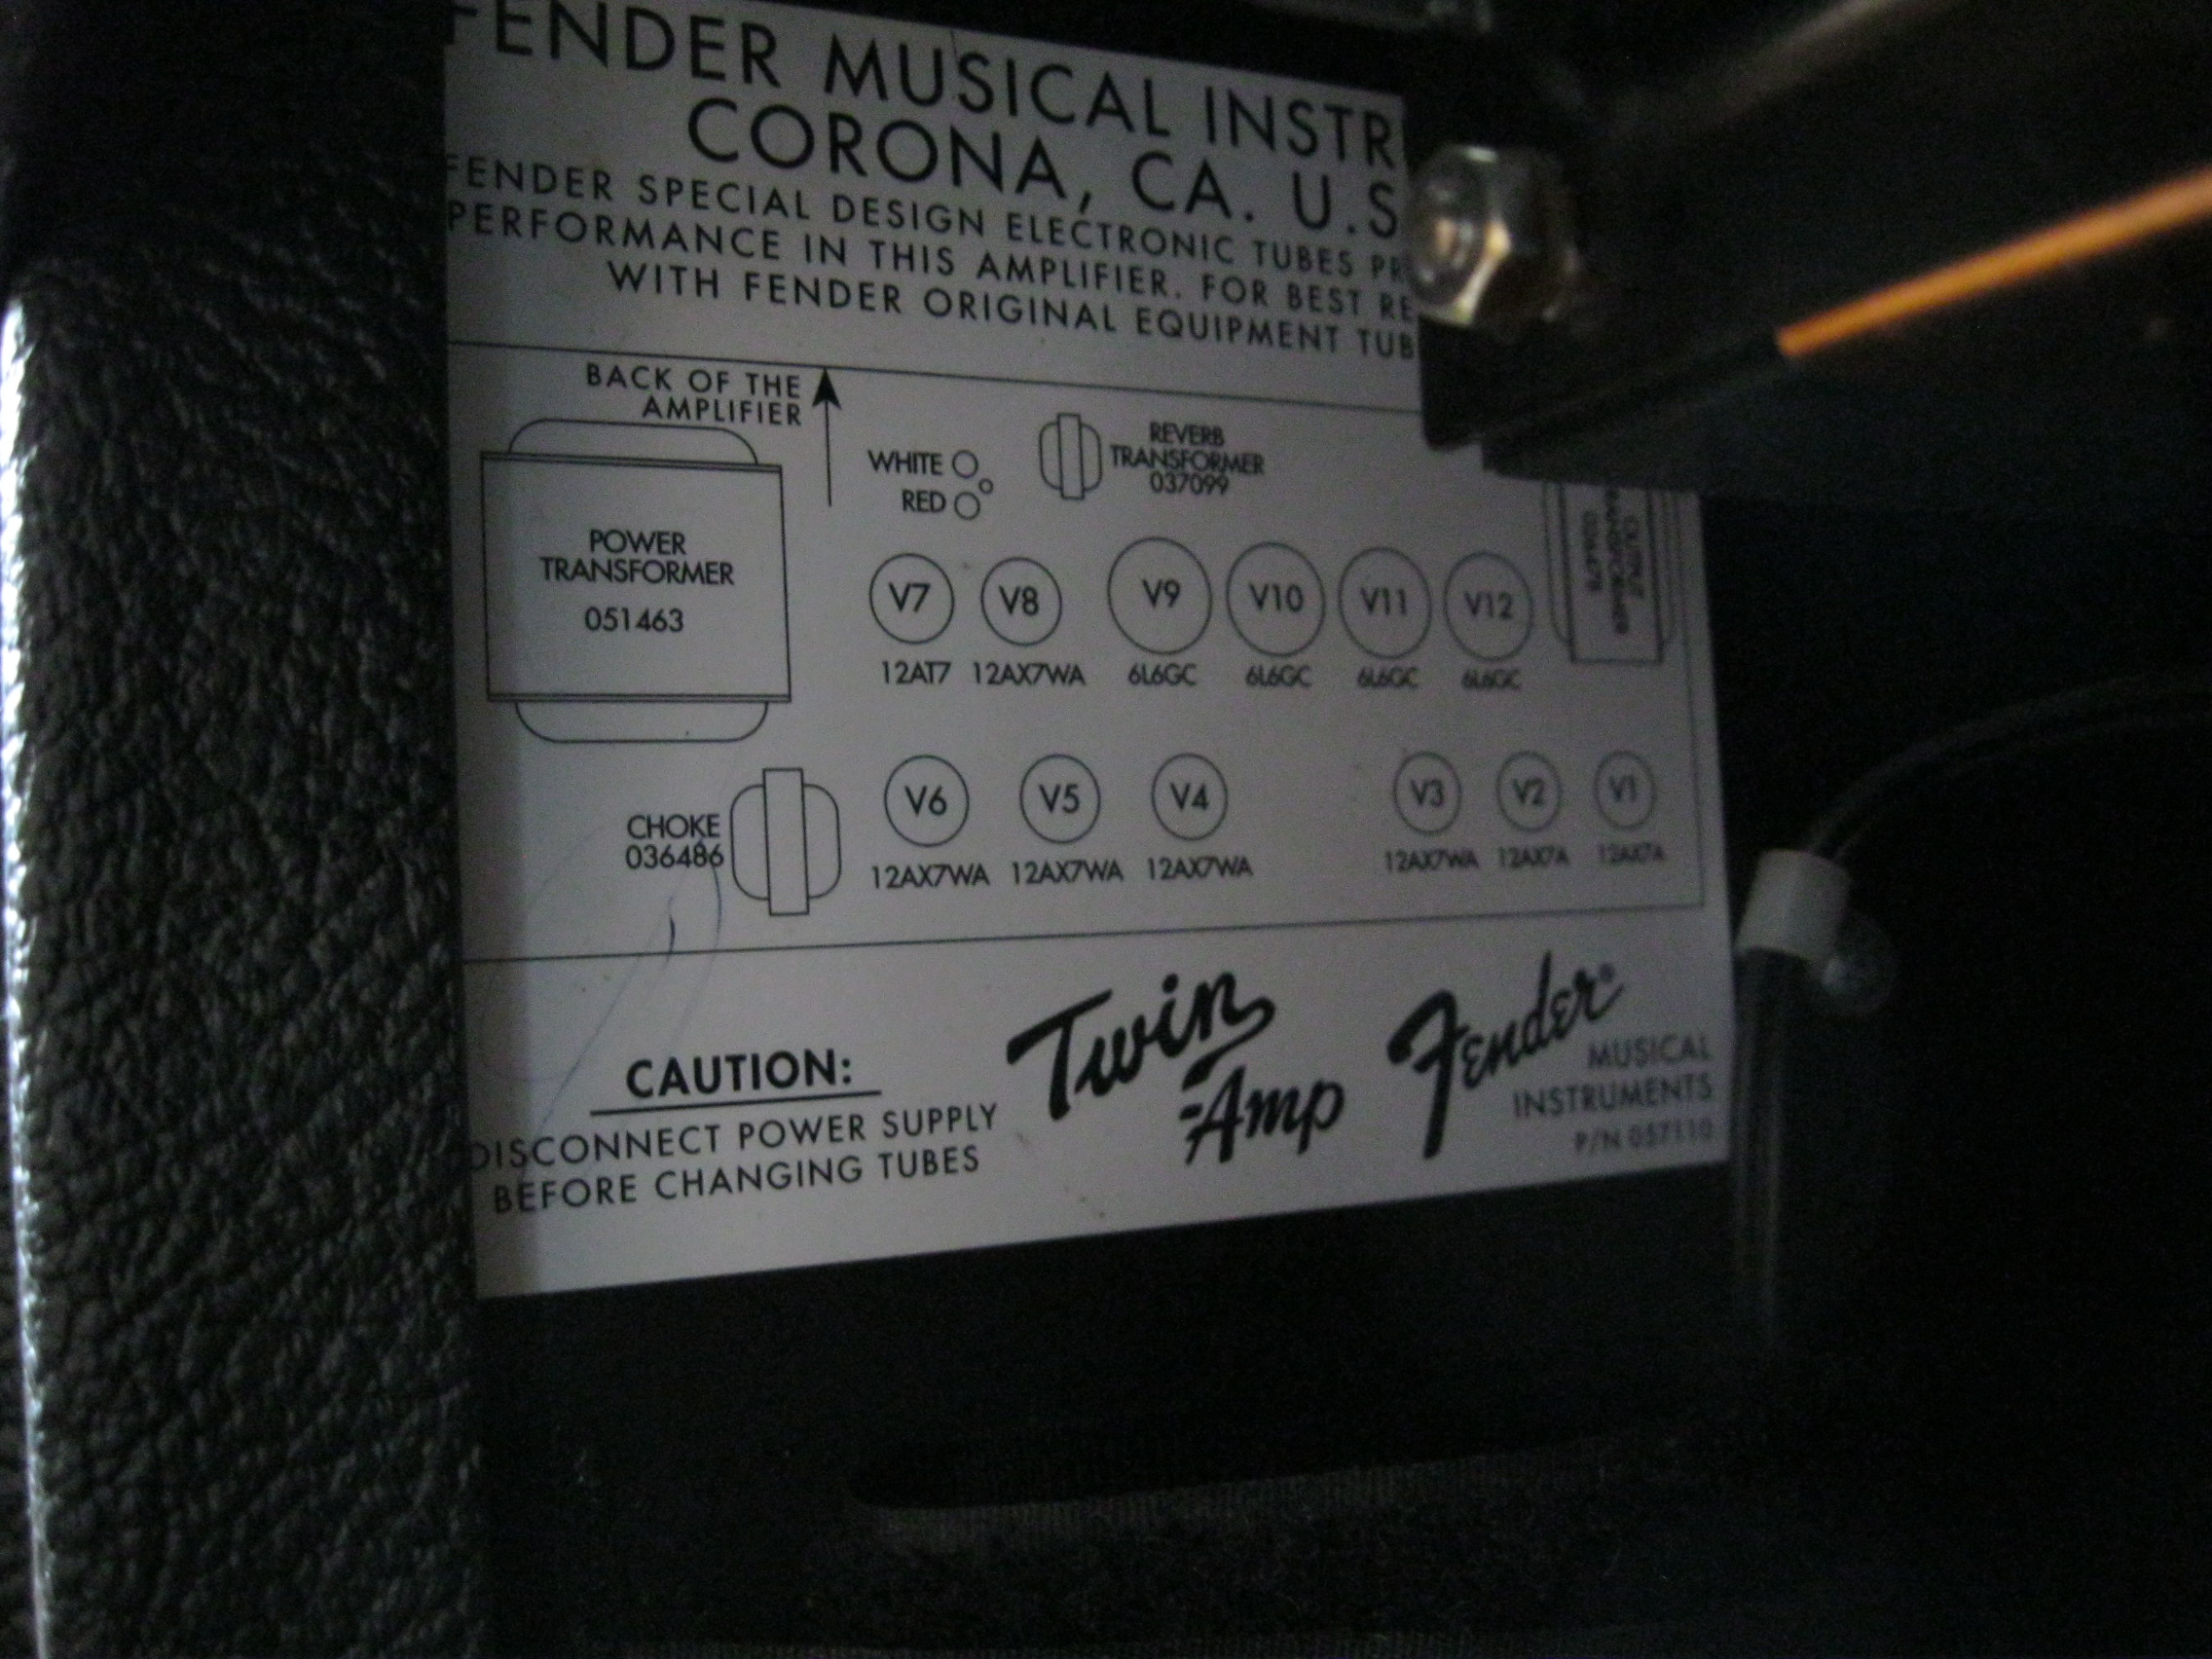 FENDER MUSICAL INSTR
CORONA, CA. U.S
FENDER SPECIAL DESIGN ELECTRONIC TUBES PR
PERFORMANCE IN THIS AMPLIFIER. FOR BEST RE
WITH FENDER ORIGINAL EQUIPMENT TUB
BACK OF THE
AMPLIFIER
WHITE
RED
REVERB
TRANSFORMER
037099
POWER
TRANSFORMER
051463
OUTPUT
V7 V8 V9 V10 V11 V12
12AT7 12AX7WA 6L6GC 6L6GC 6L6GC 6L6GC
CHOKE
036486
V6 V5 V4 V3 V2 V1
12AX7WA 12AX7WA 12AX7WA 12AX7WA 12AX7A 12AX7A
CAUTION:
DISCONNECT POWER SUPPLY
BEFORE CHANGING TUBES
Twin
Amp
Fender®
MUSICAL
INSTRUMENTS
P/N 057110